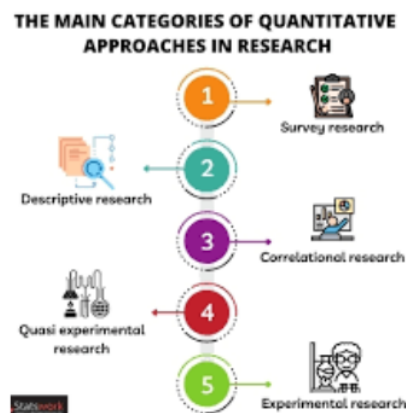 THE MAIN CATEGORIES OF QUANTITATIVE
APPROACHES IN RESEARCH
1
Survey research
2
Descriptive research
3
Correlational research
4
Quasi experimental
research
5
Experimental research
Statswork